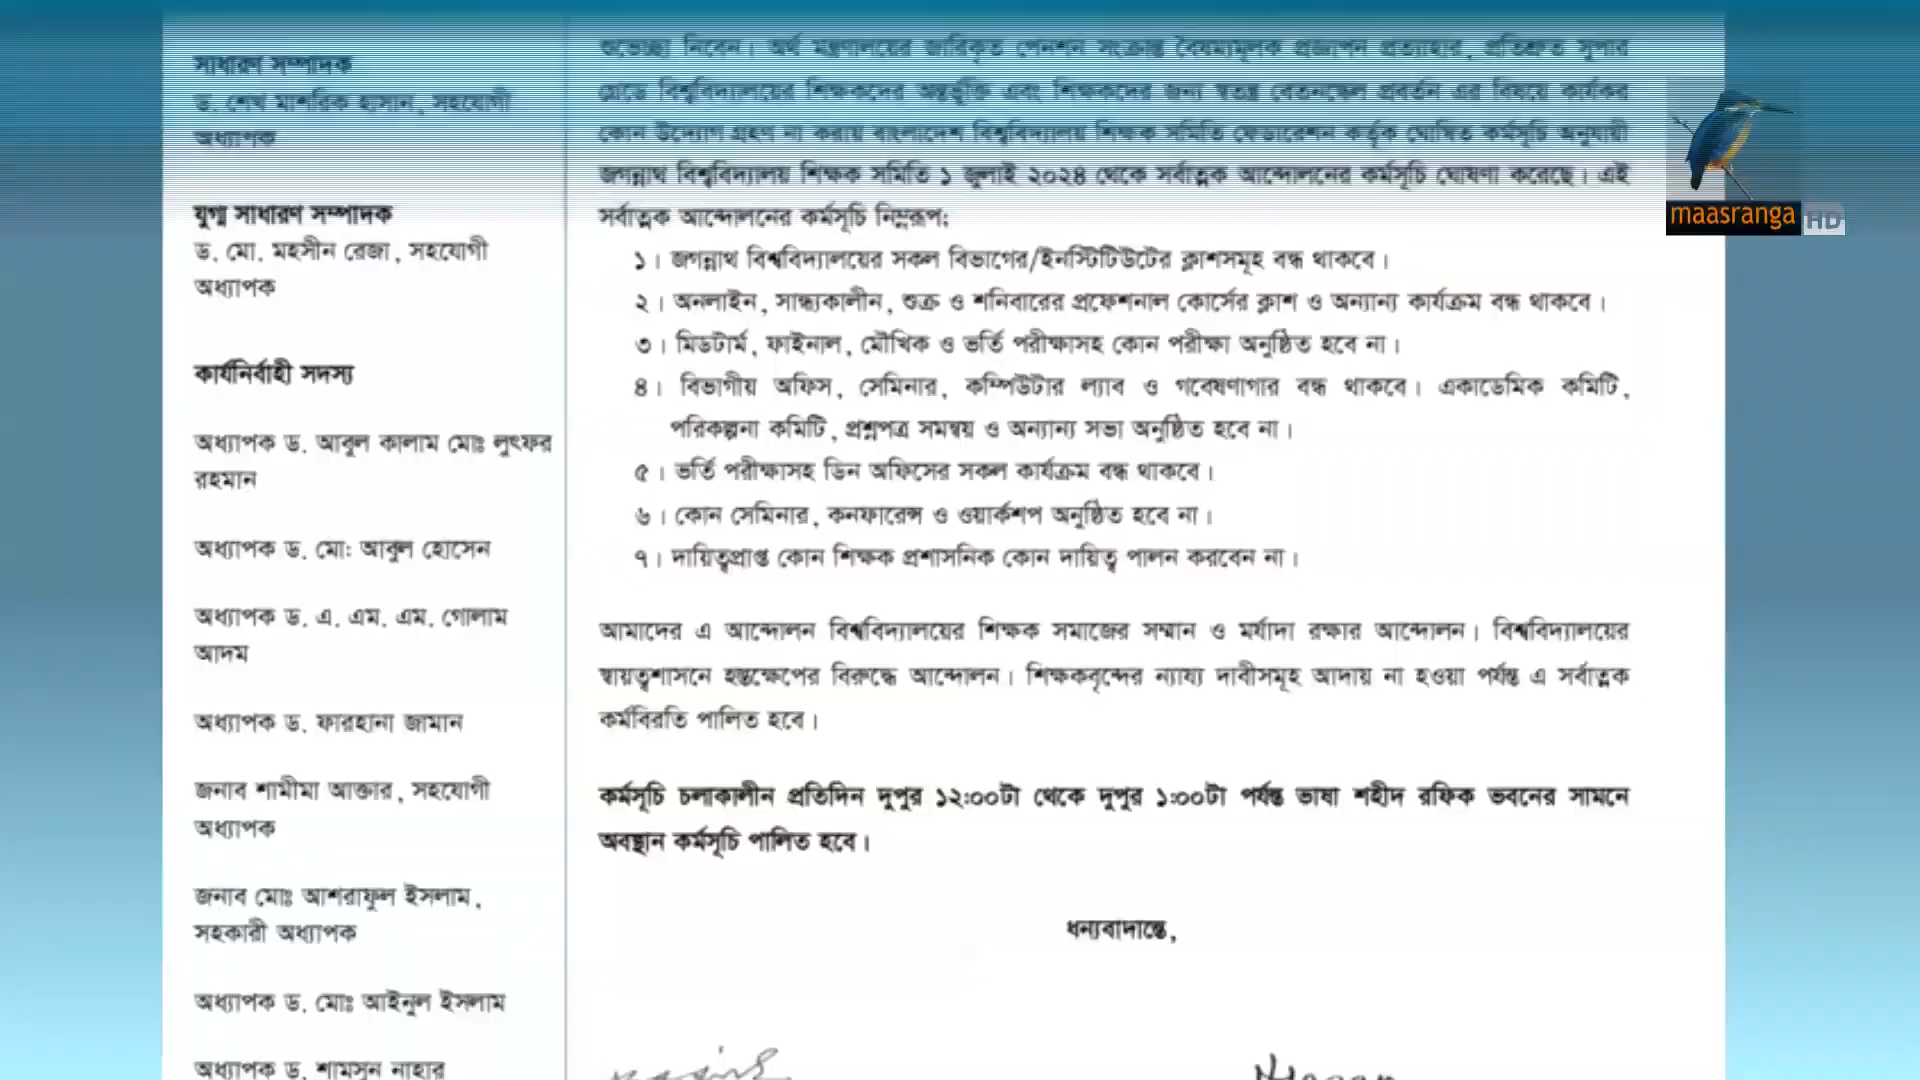 সাধারণ সম্পাদক
ড. শেখ মাশরিক হাসান, সহযোগী
অধ্যাপক
যুগ্ম সাধারণ সম্পাদক
ড. মো. মহসীন রেজা, সহযোগী
অধ্যাপক
কার্যনির্বাহী সদস্য
অধ্যাপক ড. আবুল কালাম মোঃ লুৎফর
রহমান
অধ্যাপক ড. মো: আবুল হোসেন
অধ্যাপক ড. এ. এম. এম. গোলাম
আদম
অধ্যাপক ড. ফারহানা জামান
জনাব শামীমা আক্তার, সহযোগী
অধ্যাপক
জনাব মোঃ আশরাফুল ইসলাম,
সহকারী অধ্যাপক
অধ্যাপক ড. মোঃ আইনুল ইসলাম
অধ্যাপক ড. শামসুন নাহার
শুভেচ্ছা নিবেন। অর্থ মন্ত্রণালয়ের জারিকৃত পেনশন সংক্রান্ত বৈষম্যমূলক প্রজ্ঞাপন প্রত্যাহার, প্রতিশ্রুত সুপার
গ্রেডে বিশ্ববিদ্যালয়ের শিক্ষকদের অন্তর্ভূক্তি এবং শিক্ষকদের জন্য স্বতন্ত্র বেতনস্কেল প্রবর্তন এর বিষয়ে কার্যকর
কোন উদ্যোগ গ্রহণ না করায় বাংলাদেশ বিশ্ববিদ্যালয় শিক্ষক সমিতি ফেডারেশন কর্তৃক ঘোষিত কর্মসূচি অনুযায়ী
জগন্নাথ বিশ্ববিদ্যালয় শিক্ষক সমিতি ১ জুলাই ২০২৪ থেকে সর্বাত্নক আন্দোলনের কর্মসূচি ঘোষণা করেছে। এই
সর্বাত্নক আন্দোলনের কর্মসূচি নিম্নরূপ:
১। জগন্নাথ বিশ্ববিদ্যালয়ের সকল বিভাগের/ইনস্টিটিউটের ক্লাশসমূহ বন্ধ থাকবে।
২। অনলাইন, সান্ধ্যকালীন, শুক্র ও শনিবারের প্রফেশনাল কোর্সের ক্লাশ ও অন্যান্য কার্যক্রম বন্ধ থাকবে।
৩। মিডটার্ম, ফাইনাল, মৌখিক ও ভর্তি পরীক্ষাসহ কোন পরীক্ষা অনুষ্ঠিত হবে না।
৪। বিভাগীয় অফিস, সেমিনার, কম্পিউটার ল্যাব ও গবেষণাগার বন্ধ থাকবে। একাডেমিক কমিটি,
পরিকল্পনা কমিটি, প্রশ্নপত্র সমন্বয় ও অন্যান্য সভা অনুষ্ঠিত হবে না।
৫। ভর্তি পরীক্ষাসহ ডিন অফিসের সকল কার্যক্রম বন্ধ থাকবে।
৬। কোন সেমিনার, কনফারেন্স ও ওয়ার্কশপ অনুষ্ঠিত হবে না।
৭। দায়িত্বপ্রাপ্ত কোন শিক্ষক প্রশাসনিক কোন দায়িত্ব পালন করবেন না।
আমাদের এ আন্দোলন বিশ্ববিদ্যালয়ের শিক্ষক সমাজের সম্মান ও মর্যাদা রক্ষার আন্দোলন। বিশ্ববিদ্যালয়ের
স্বায়ত্বশাসনে হস্তক্ষেপের বিরুদ্ধে আন্দোলন। শিক্ষকবৃন্দের ন্যায্য দাবীসমূহ আদায় না হওয়া পর্যন্ত এ সর্বাত্নক
কর্মবিরতি পালিত হবে।
কর্মসূচি চলাকালীন প্রতিদিন দুপুর ১২:০০টা থেকে দুপুর ১:০০টা পর্যন্ত ভাষা শহীদ রফিক ভবনের সামনে
অবস্থান কর্মসূচি পালিত হবে।
ধন্যবাদান্তে,
maasranga HD